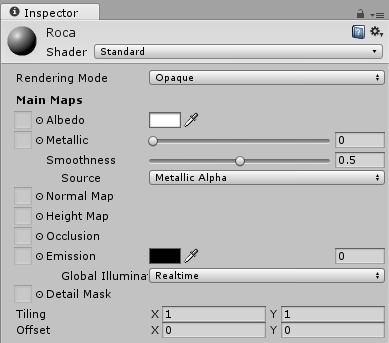 Inspector
Roca
Shader Standard
Rendering Mode Opaque
Main Maps
Albedo
Metallic 0
Smoothness 0.5
Source Metallic Alpha
Normal Map
Height Map
Occlusion
Emission 0
Global Illuminat Realtime
Detail Mask
Tiling X 1 Y 1
Offset X 0 Y 0